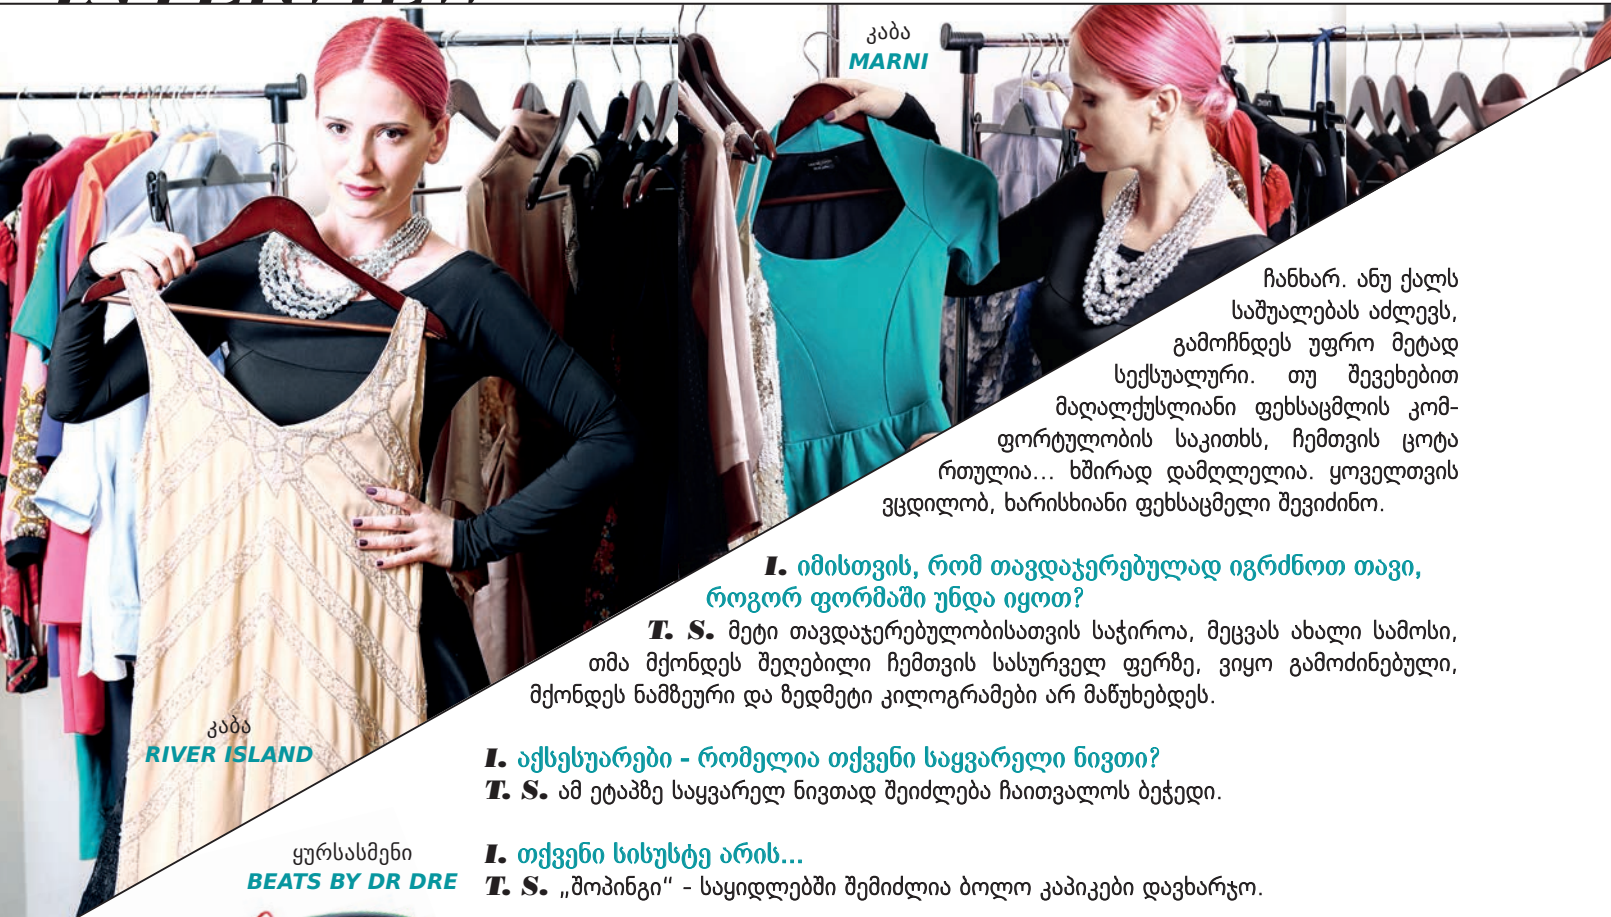 INTERVIEW
კაბა
MARNI
ჩანხარ. ანუ ქალს
საშუალებას აძლევს,
გამოჩნდეს უფრო მეტად
სექსუალური. თუ შევეხებით
მაღალქუსლიანი ფეხსაცმლის კომ-
ფორტულობის საკითხს, ჩემთვის ცოტა
რთულია... ხშირად დამღლელია. ყოველთვის
ვცდილობ, ხარისხიანი ფეხსაცმელი შევიძინო.
I. იმისთვის, რომ თავდაჯერებულად იგრძნოთ თავი,
როგორ ფორმაში უნდა იყოთ?
T. S. მეტი თავდაჯერებულობისათვის საჭიროა, მეცვას ახალი სამოსი,
თმა მქონდეს შეღებილი ჩემთვის სასურველ ფერზე, ვიყო გამოძინებული,
მქონდეს ნამზეური და ზედმეტი კილოგრამები არ მაწუხებდეს.
კაბა
RIVER ISLAND
I. აქსესუარები - რომელია თქვენი საყვარელი ნივთი?
T. S. ამ ეტაპზე საყვარელ ნივთად შეიძლება ჩაითვალოს ბეჭედი.
ყურსასმენი
BEATS BY DR DRE
I. თქვენი სისუსტე არის...
T. S. „შოპინგი“ - საყიდლებში შემიძლია ბოლო კაპიკები დავხარჯო.